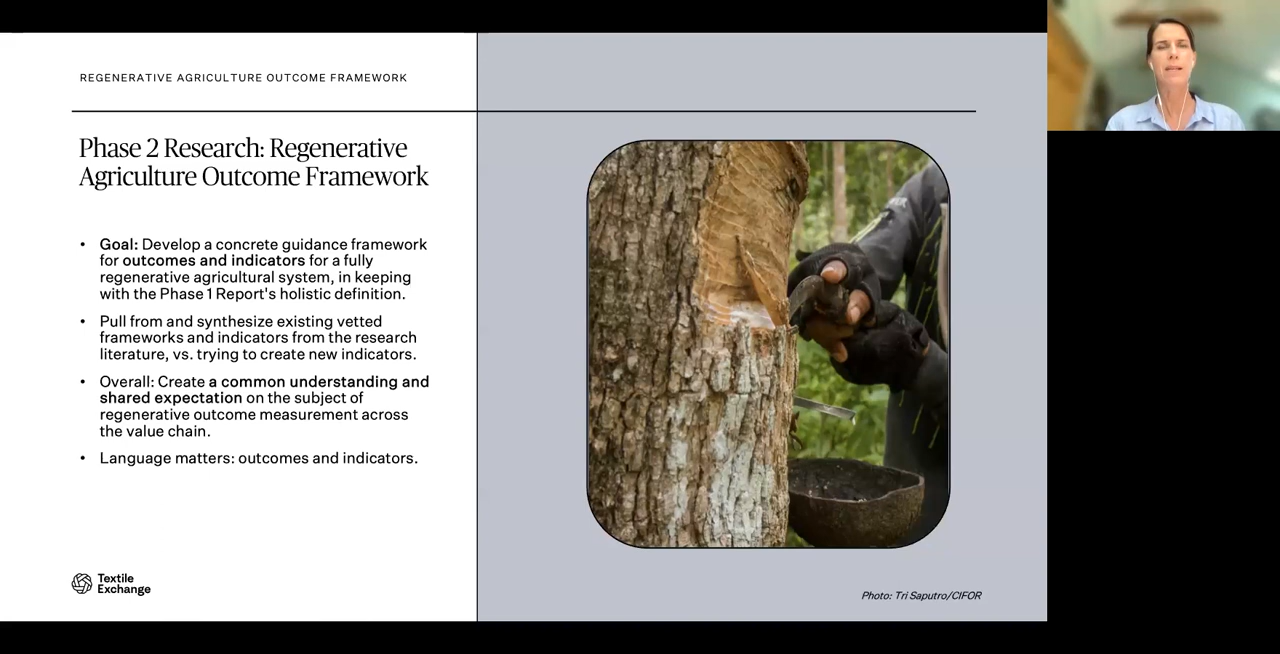 REGENERATIVE AGRICULTURE OUTCOME FRAMEWORK
Phase 2 Research: Regenerative
Agriculture Outcome Framework
• Goal: Develop a concrete guidance framework
for outcomes and indicators for a fully
regenerative agricultural system, in keeping
with the Phase 1 Report's holistic definition.
• Pull from and synthesize existing vetted
frameworks and indicators from the research
literature, vs. trying to create new indicators.
• Overall: Create a common understanding and
shared expectation on the subject of
regenerative outcome measurement across
the value chain.
• Language matters: outcomes and indicators.
Textile
Exchange
Photo: Tri Saputro/CIFOR